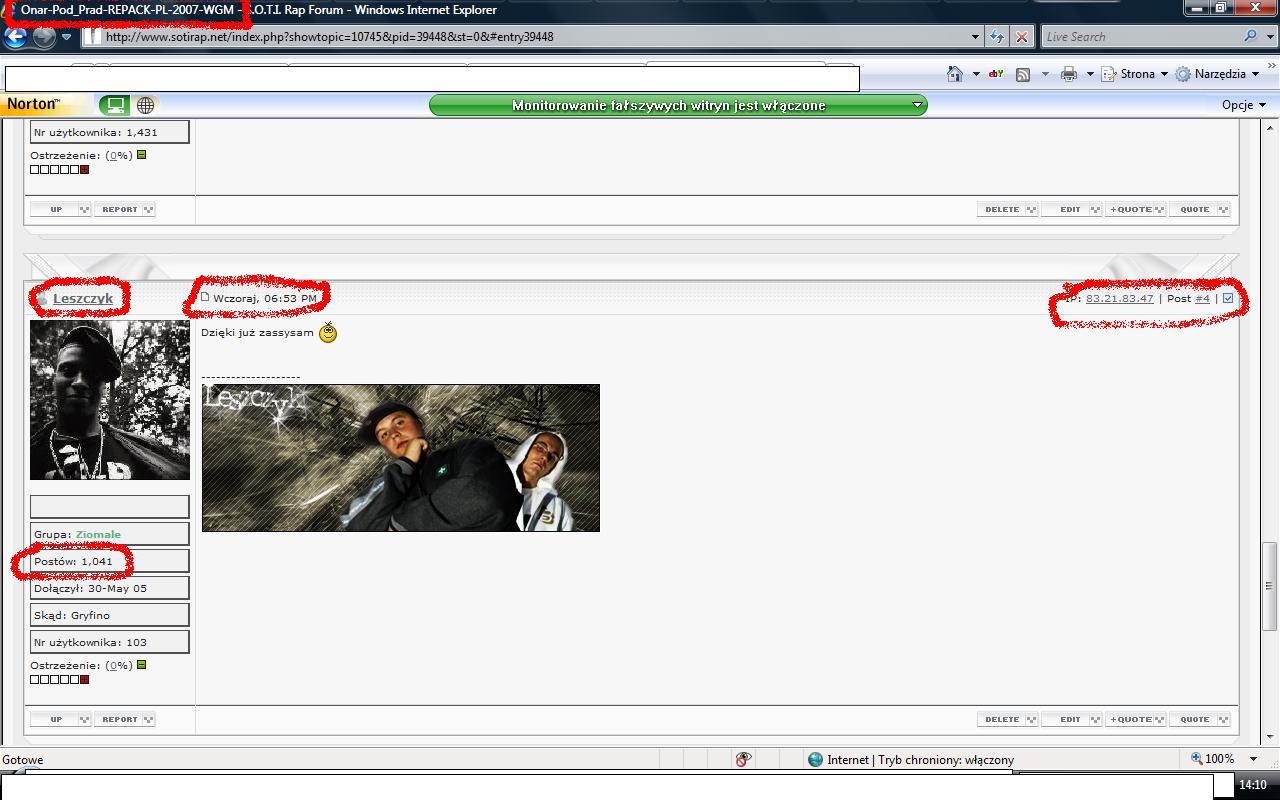 Onar-Pod_Prad-REPACK-PL-2007-WGM - S.O.T.I. Rap Forum - Windows Internet Explorer
http://www.sotirap.net/index.php?showtopic=10745&pid=39448&st=0&#entry39448
Live Search
Strona
Narzędzia
Norton
Monitorowanie fałszywych witryn jest włączone
Opcje
Nr użytkownika: 1,431
Ostrzeżenie: (0%)
UP REPORT DELETE EDIT +QUOTE QUOTE
Leszczyk Wczoraj, 06:53 PM IP: 83.21.83.47 | Post #4 |
Dzięki już zassysam
--------------------
Leszczyk
Grupa: Ziomale
Postów: 1,041
Dołączył: 30-May 05
Skąd: Gryfino
Nr użytkownika: 103
Ostrzeżenie: (0%)
UP REPORT DELETE EDIT +QUOTE QUOTE
Gotowe
Internet | Tryb chroniony: włączony
100%
14:10